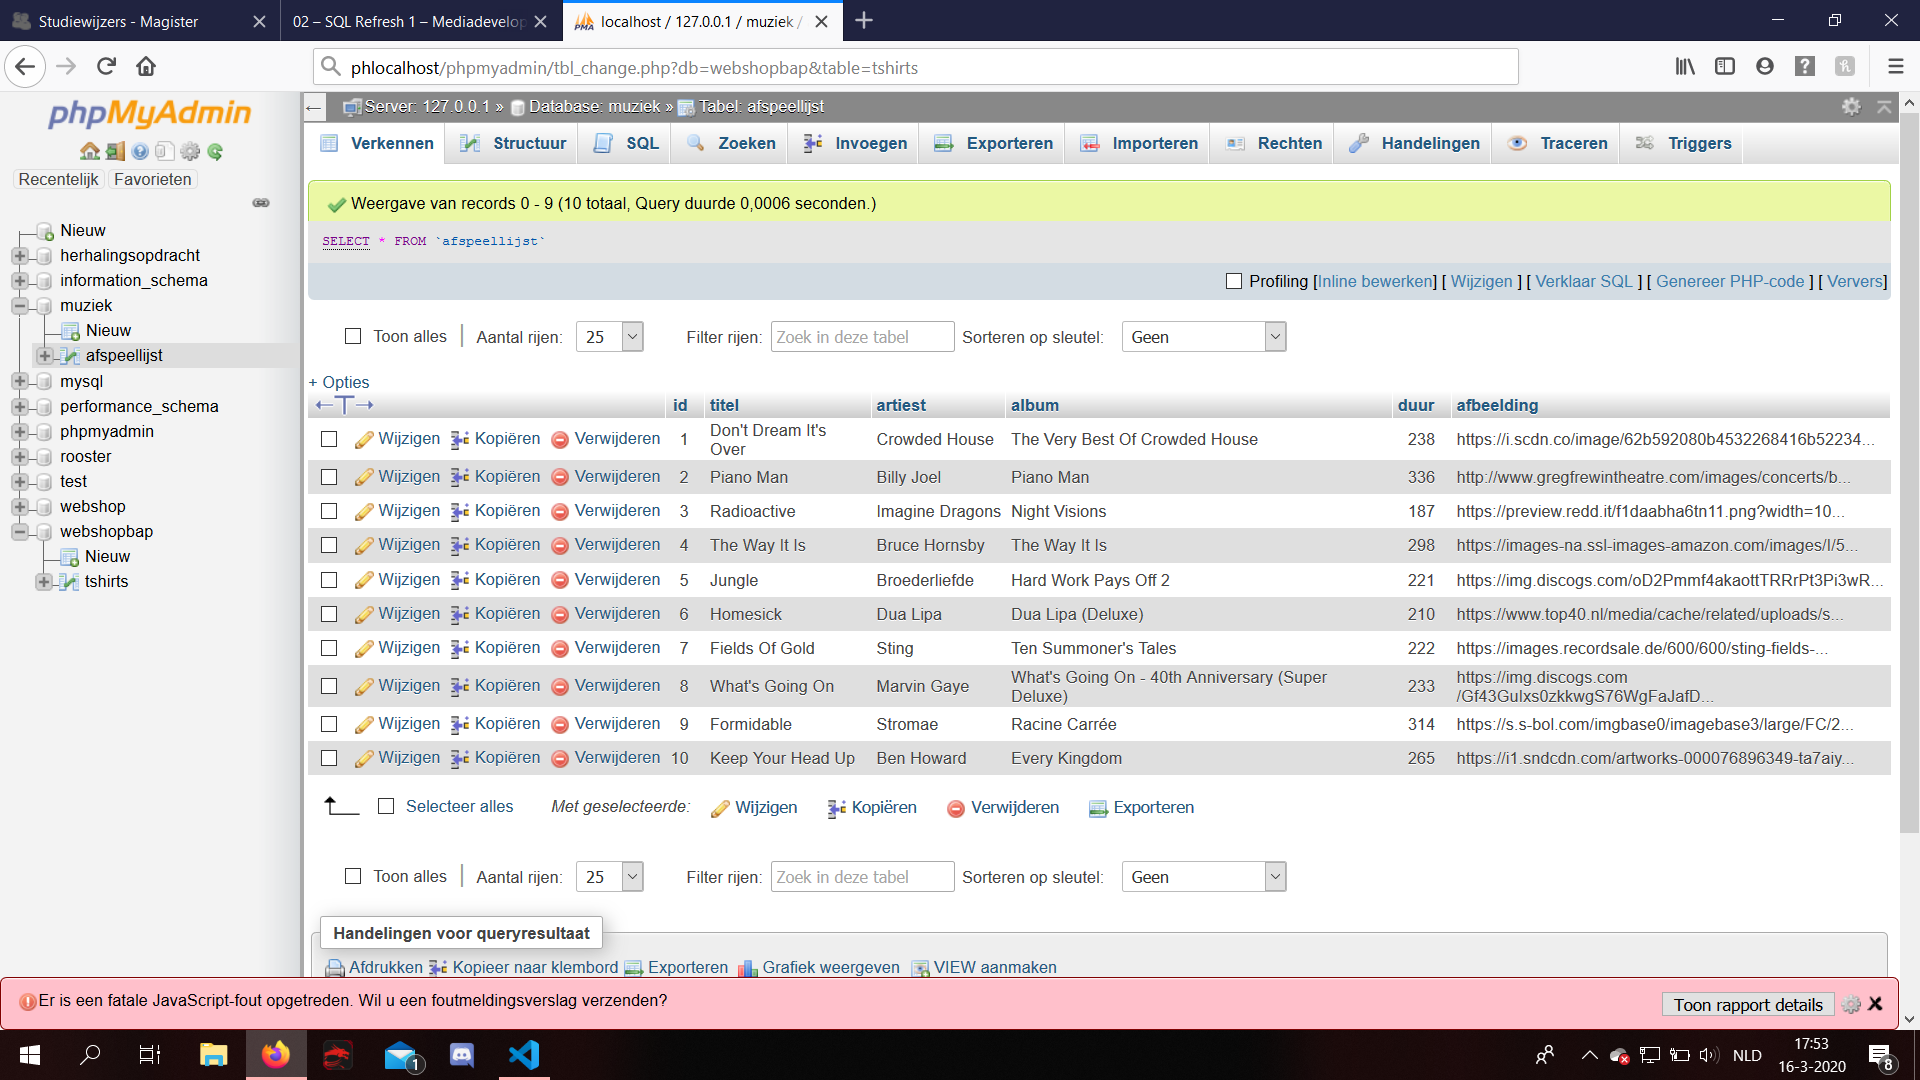 Studiewijzers - Magister
02 – SQL Refresh 1 – Mediadevelop
localhost / 127.0.0.1 / muziek /
phlocalhost/phpmyadmin/tbl_change.php?db=webshopbap&table=tshirts
phpMyAdmin
Recentelijk Favorieten
Nieuw
herhalingsopdracht
information_schema
muziek
Nieuw
afspeellijst
mysql
performance_schema
phpmyadmin
rooster
test
webshop
webshopbap
Nieuw
tshirts
Server: 127.0.0.1 » Database: muziek » Tabel: afspeellijst
Verkennen Structuur SQL Zoeken Invoegen Exporteren Importeren Rechten Handelingen Traceren Triggers
Weergave van records 0 - 9 (10 totaal, Query duurde 0,0006 seconden.)
SELECT * FROM `afspeellijst`
Profiling [Inline bewerken] [ Wijzigen ] [ Verklaar SQL ] [ Genereer PHP-code ] [ Ververs]
Toon alles | Aantal rijen: 25 Filter rijen: Zoek in deze tabel Sorteren op sleutel: Geen
+ Opties
←T→ id titel artiest album duur afbeelding
Wijzigen Kopiëren Verwijderen 1 Don't Dream It's Over Crowded House The Very Best Of Crowded House 238 https://i.scdn.co/image/62b592080b4532268416b52234...
Wijzigen Kopiëren Verwijderen 2 Piano Man Billy Joel Piano Man 336 http://www.gregfrewintheatre.com/images/concerts/b...
Wijzigen Kopiëren Verwijderen 3 Radioactive Imagine Dragons Night Visions 187 https://preview.redd.it/f1daabha6tn11.png?width=10...
Wijzigen Kopiëren Verwijderen 4 The Way It Is Bruce Hornsby The Way It Is 298 https://images-na.ssl-images-amazon.com/images/I/5...
Wijzigen Kopiëren Verwijderen 5 Jungle Broederliefde Hard Work Pays Off 2 221 https://img.discogs.com/oD2Pmmf4akaottTRRrPt3Pi3wR...
Wijzigen Kopiëren Verwijderen 6 Homesick Dua Lipa Dua Lipa (Deluxe) 210 https://www.top40.nl/media/cache/related/uploads/s...
Wijzigen Kopiëren Verwijderen 7 Fields Of Gold Sting Ten Summoner's Tales 222 https://images.recordsale.de/600/600/sting-fields-...
Wijzigen Kopiëren Verwijderen 8 What's Going On Marvin Gaye What's Going On - 40th Anniversary (Super Deluxe) 233 https://img.discogs.com /Gf43GuIxs0zkkwgS76WgFaJafD...
Wijzigen Kopiëren Verwijderen 9 Formidable Stromae Racine Carrée 314 https://s.s-bol.com/imgbase0/imagebase3/large/FC/2...
Wijzigen Kopiëren Verwijderen 10 Keep Your Head Up Ben Howard Every Kingdom 265 https://i1.sndcdn.com/artworks-000076896349-ta7aiy...
Selecteer alles Met geselecteerde: Wijzigen Kopiëren Verwijderen Exporteren
Toon alles | Aantal rijen: 25 Filter rijen: Zoek in deze tabel Sorteren op sleutel: Geen
Handelingen voor queryresultaat
Afdrukken Kopieer naar klembord Exporteren Grafiek weergeven VIEW aanmaken
Er is een fatale JavaScript-fout opgetreden. Wil u een foutmeldingsverslag verzenden?
Toon rapport details
1
NLD
17:53
16-3-2020
8